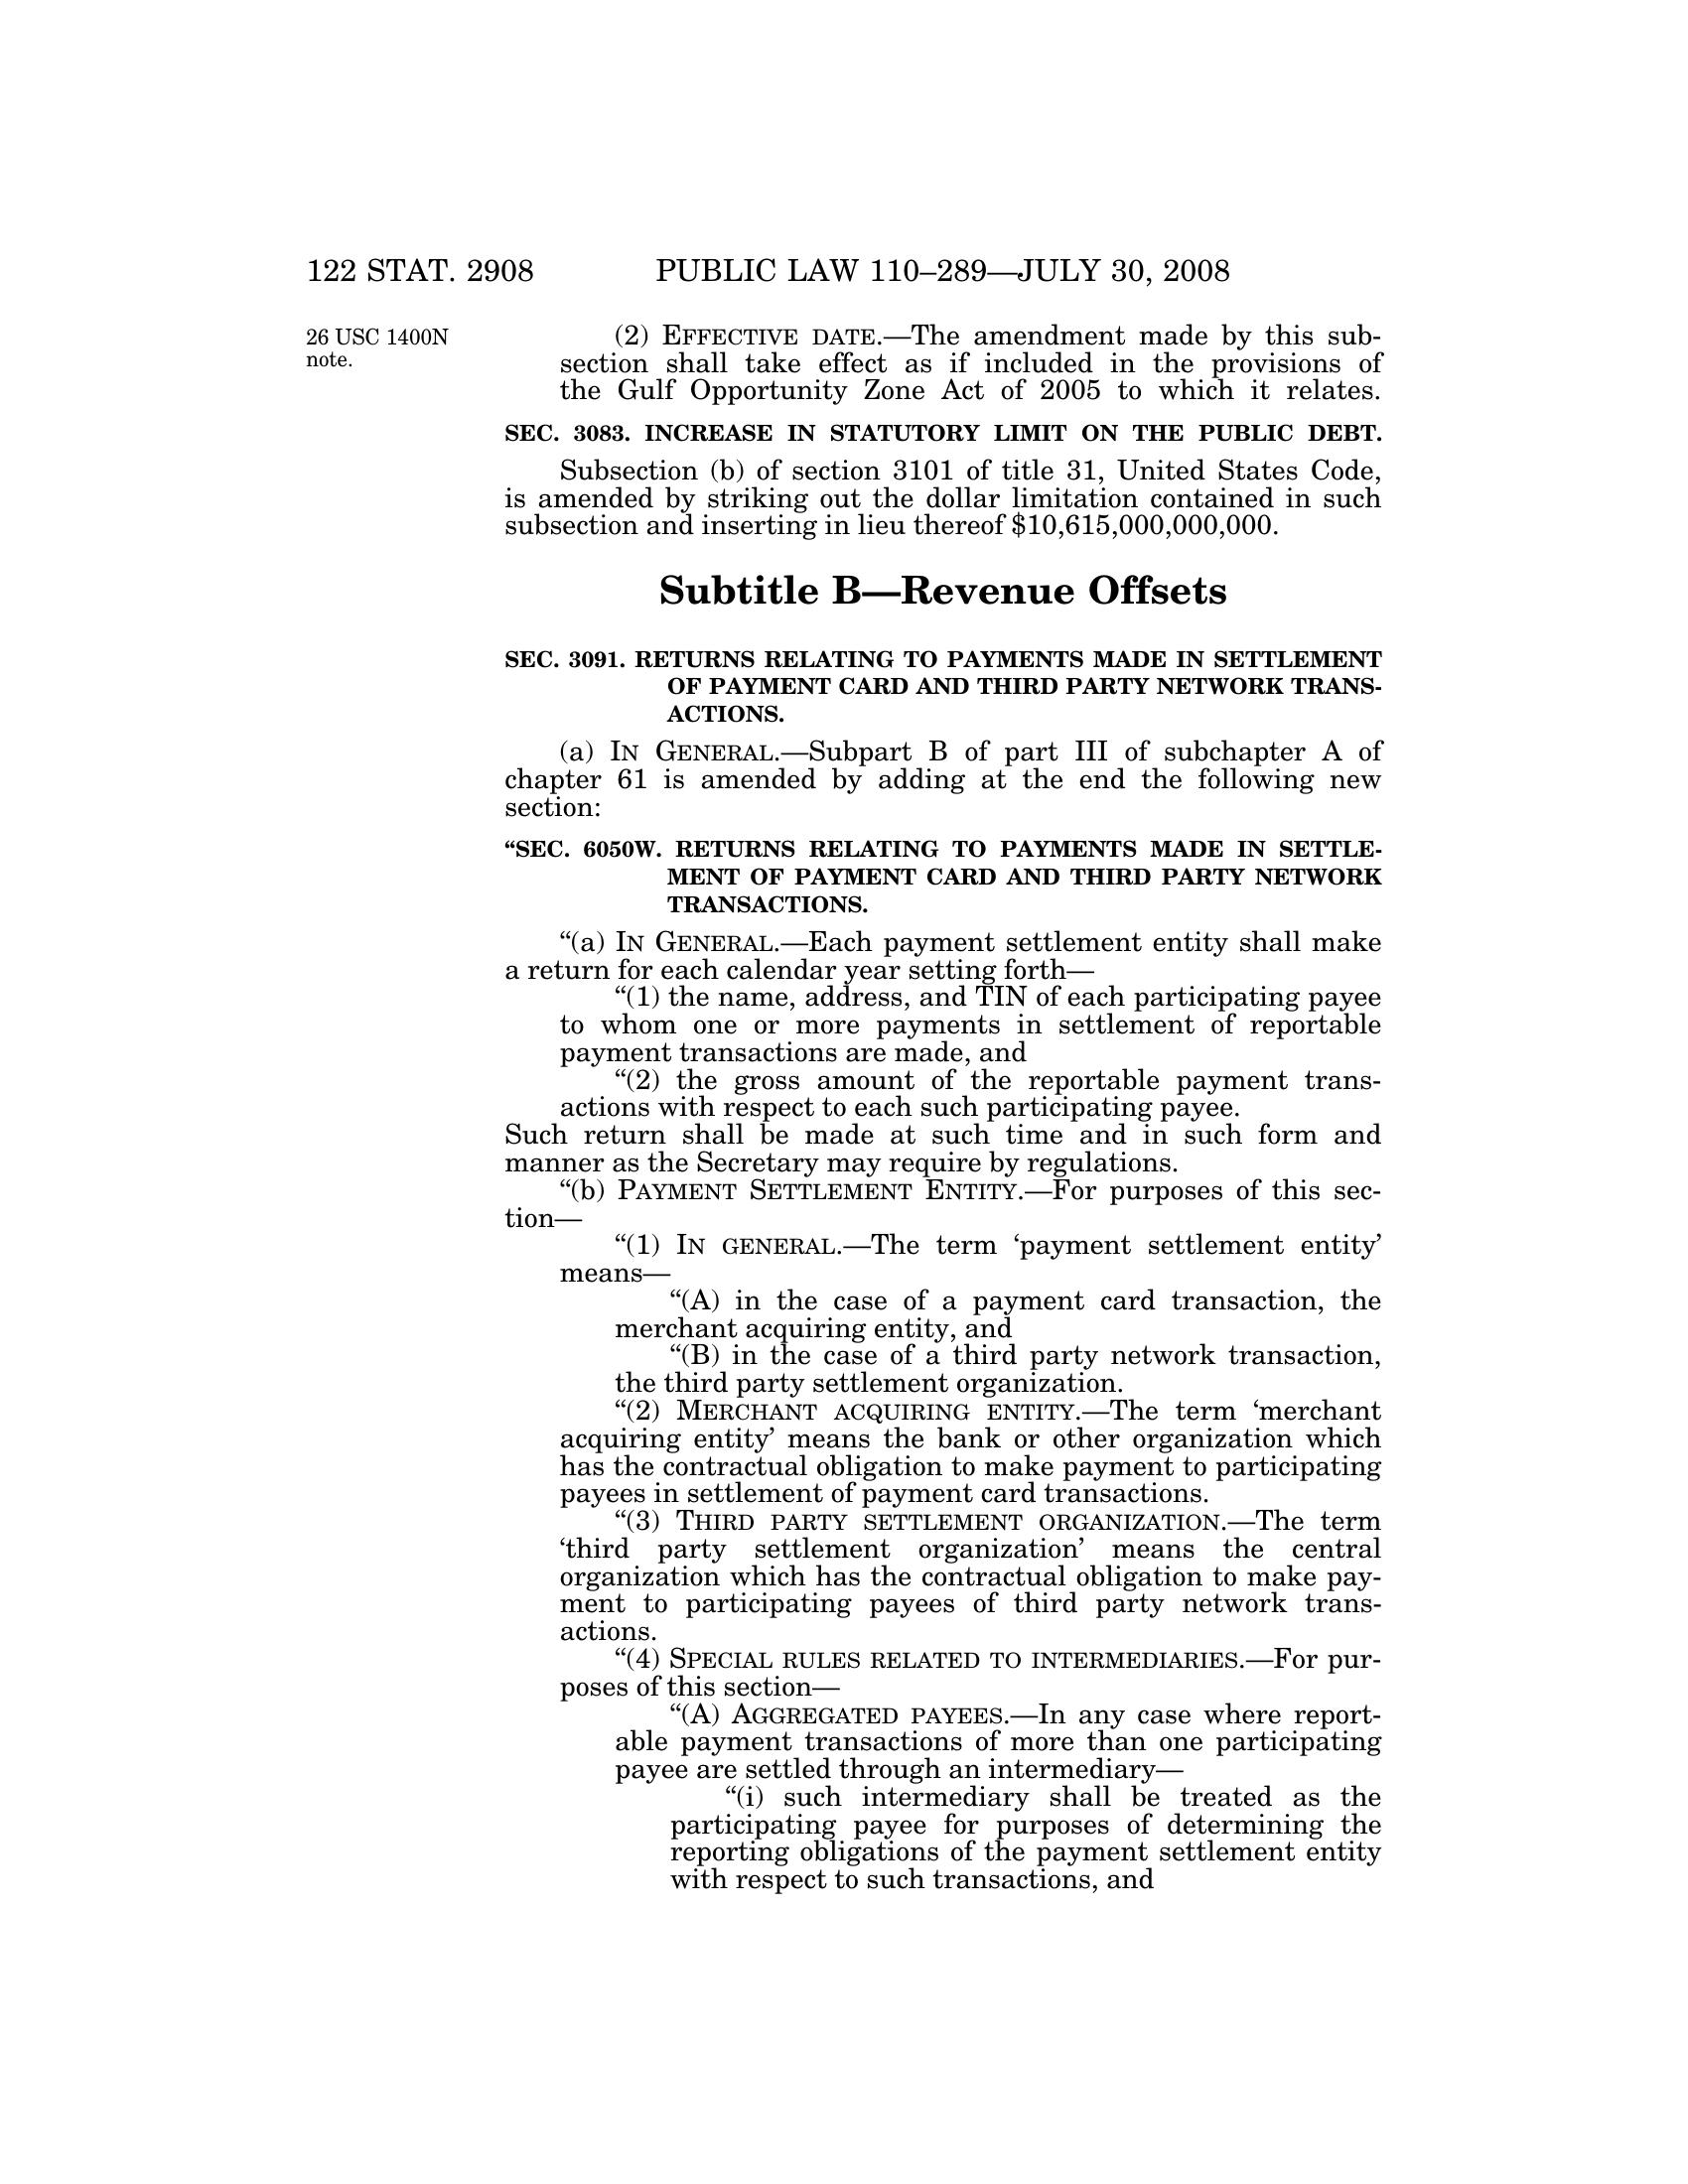 122 STAT. 2908 PUBLIC LAW 110–289—JULY 30, 2008
26 USC 1400N
note.
(2) EFFECTIVE DATE.—The amendment made by this sub-
section shall take effect as if included in the provisions of
the Gulf Opportunity Zone Act of 2005 to which it relates.
SEC. 3083. INCREASE IN STATUTORY LIMIT ON THE PUBLIC DEBT.
Subsection (b) of section 3101 of title 31, United States Code,
is amended by striking out the dollar limitation contained in such
subsection and inserting in lieu thereof $10,615,000,000,000.
Subtitle B—Revenue Offsets
SEC. 3091. RETURNS RELATING TO PAYMENTS MADE IN SETTLEMENT
OF PAYMENT CARD AND THIRD PARTY NETWORK TRANS-
ACTIONS.
(a) IN GENERAL.—Subpart B of part III of subchapter A of
chapter 61 is amended by adding at the end the following new
section:
“SEC. 6050W. RETURNS RELATING TO PAYMENTS MADE IN SETTLE-
MENT OF PAYMENT CARD AND THIRD PARTY NETWORK
TRANSACTIONS.
“(a) IN GENERAL.—Each payment settlement entity shall make
a return for each calendar year setting forth—
“(1) the name, address, and TIN of each participating payee
to whom one or more payments in settlement of reportable
payment transactions are made, and
“(2) the gross amount of the reportable payment trans-
actions with respect to each such participating payee.
Such return shall be made at such time and in such form and
manner as the Secretary may require by regulations.
“(b) PAYMENT SETTLEMENT ENTITY.—For purposes of this sec-
tion—
“(1) IN GENERAL.—The term ‘payment settlement entity’
means—
“(A) in the case of a payment card transaction, the
merchant acquiring entity, and
“(B) in the case of a third party network transaction,
the third party settlement organization.
“(2) MERCHANT ACQUIRING ENTITY.—The term ‘merchant
acquiring entity’ means the bank or other organization which
has the contractual obligation to make payment to participating
payees in settlement of payment card transactions.
“(3) THIRD PARTY SETTLEMENT ORGANIZATION.—The term
‘third party settlement organization’ means the central
organization which has the contractual obligation to make pay-
ment to participating payees of third party network trans-
actions.
“(4) SPECIAL RULES RELATED TO INTERMEDIARIES.—For pur-
poses of this section—
“(A) AGGREGATED PAYEES.—In any case where report-
able payment transactions of more than one participating
payee are settled through an intermediary—
“(i) such intermediary shall be treated as the
participating payee for purposes of determining the
reporting obligations of the payment settlement entity
with respect to such transactions, and